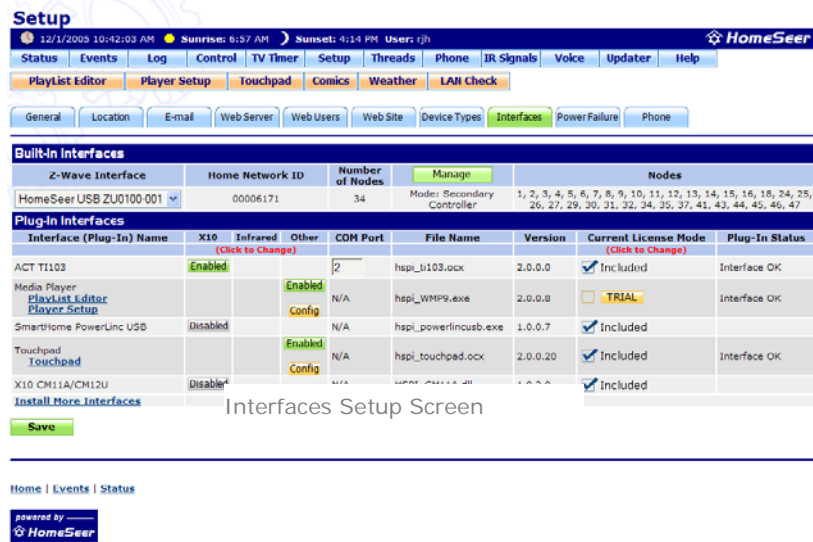 Setup
12/1/2005 10:42:03 AM Sunrise: 6:57 AM Sunset: 4:14 PM User: rjh HomeSeer
Status Events Log Control TV Timer Setup Threads Phone IR Signals Voice Updater Help
PlayList Editor Player Setup Touchpad Comics Weather LAN Check
General Location E-mail Web Server Web Users Web Site Device Types Interfaces Power Failure Phone
Built-In Interfaces
Z-Wave Interface Home Network ID Number of Nodes Manage Nodes
HomeSeer USB ZU0100-001 00006171 34 Mode: Secondary Controller 1, 2, 3, 4, 5, 6, 7, 8, 9, 10, 11, 12, 13, 14, 15, 16, 18, 24, 25,
26, 27, 29, 30, 31, 32, 34, 35, 37, 41, 43, 44, 45, 46, 47
Plug-In Interfaces
Interface (Plug-In) Name X10 Infrared Other COM Port File Name Version Current License Mode Plug-In Status
(Click to Change) (Click to Change)
ACT TI103 Enabled 2 hspi_ti103.ocx 2.0.0.0 Included Interface OK
Media Player Enabled
PlayList Editor N/A hspi_WMP9.exe 2.0.0.8 TRIAL Interface OK
Player Setup Config
SmartHome PowerLinc USB Disabled N/A hspi_powerlincusb.exe 1.0.0.7 Included
Touchpad Enabled
Touchpad N/A hspi_touchpad.ocx 2.0.0.20 Included Interface OK
Config
X10 CM11A/CM12U Disabled N/A Included
Install More Interfaces
Interfaces Setup Screen
Save
Home | Events | Status
powered by
HomeSeer